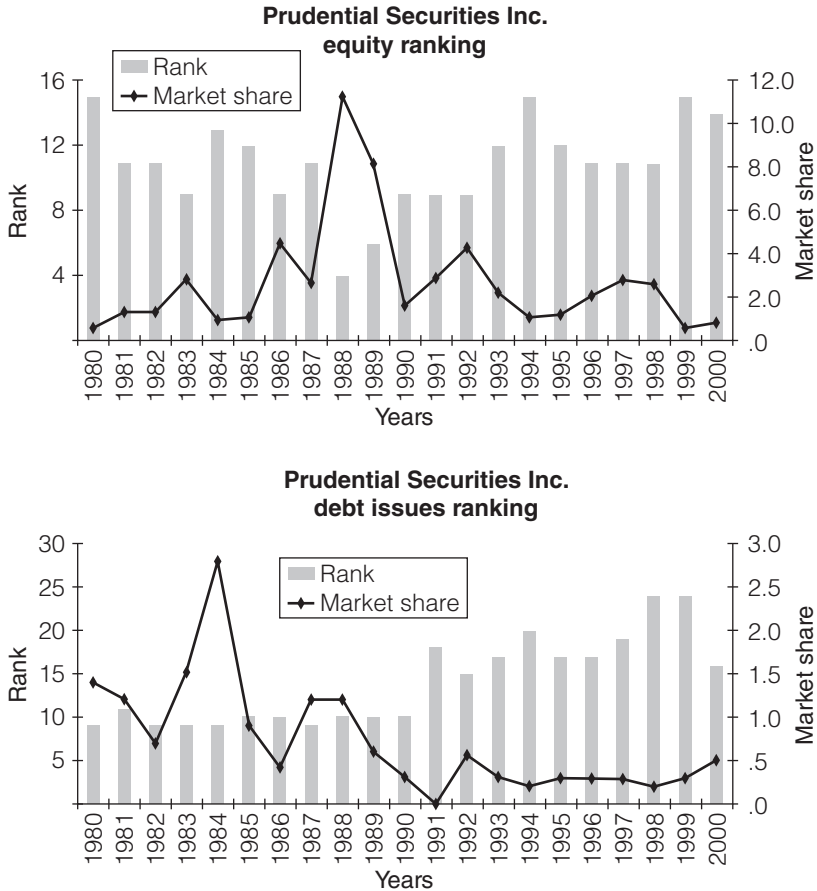 Prudential Securities Inc.
equity ranking
Rank
Market share
16
12
8
4
12.0
10.0
8.0
6.0
4.0
2.0
.0
Rank
Market share
1980 1981 1982 1983 1984 1985 1986 1987 1988 1989 1990 1991 1992 1993 1994 1995 1996 1997 1998 1999 2000
Years
Prudential Securities Inc.
debt issues ranking
Rank
Market share
30
25
20
15
10
5
3.0
2.5
2.0
1.5
1.0
.5
.0
Rank
Market share
1980 1981 1982 1983 1984 1985 1986 1987 1988 1989 1990 1991 1992 1993 1994 1995 1996 1997 1998 1999 2000
Years